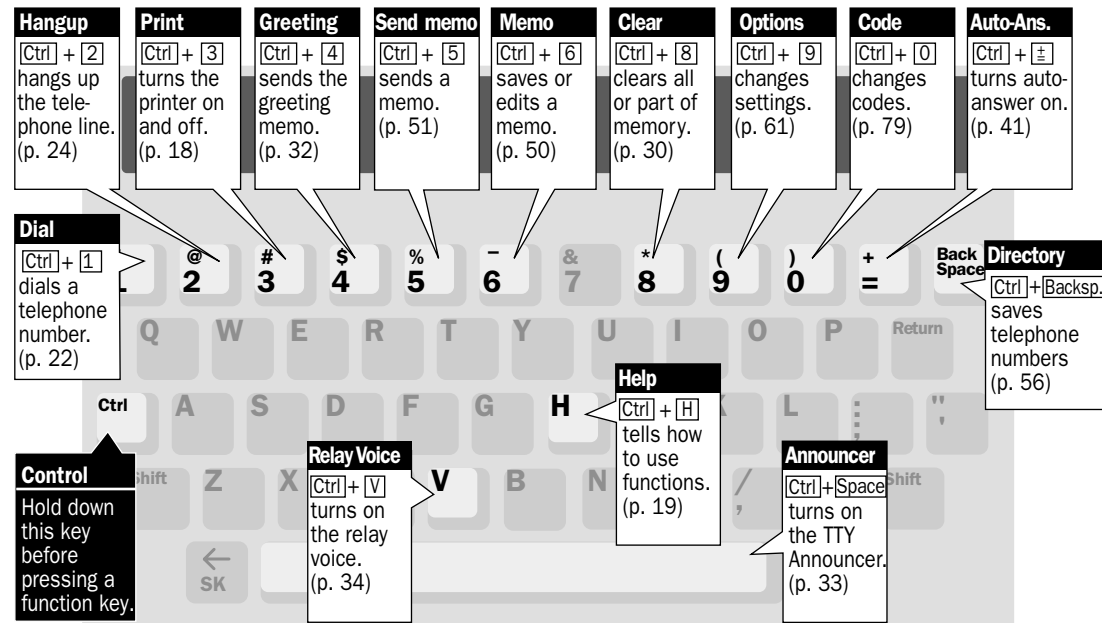 Hangup
Ctrl + 2
hangs up
the tele-
phone line.
(p. 24)
Print
Ctrl + 3
turns the
printer on
and off.
(p. 18)
Greeting
Ctrl + 4
sends the
greeting
memo.
(p. 32)
Send memo
Ctrl + 5
sends a
memo.
(p. 51)
Memo
Ctrl + 6
saves or
edits a
memo.
(p. 50)
Clear
Ctrl + 8
clears all
or part of
memory.
(p. 30)
Options
Ctrl + 9
changes
settings.
(p. 61)
Code
Ctrl + 0
changes
codes.
(p. 79)
Auto-Ans.
Ctrl + ±
turns auto-
answer on.
(p. 41)
Dial
Ctrl + 1
dials a
telephone
number.
(p. 22)
@ # $ % – & * ( ) +
2 3 4 5 6 7 8 9 0 =
Back
Space
Directory
Ctrl + Backsp.
saves
telephone
numbers
(p. 56)
Q W E R T Y U I O P Return
Help
Ctrl + H
tells how
to use
functions.
(p. 19)
Ctrl A S D F G H L : ; " '
Control
Hold down
this key
before
pressing a
function key.
Relay Voice
Ctrl + V
turns on
the relay
voice.
(p. 34)
Announcer
Ctrl + Space
turns on
the TTY
Announcer.
(p. 33)
Z X V B N / , Shift
← SK